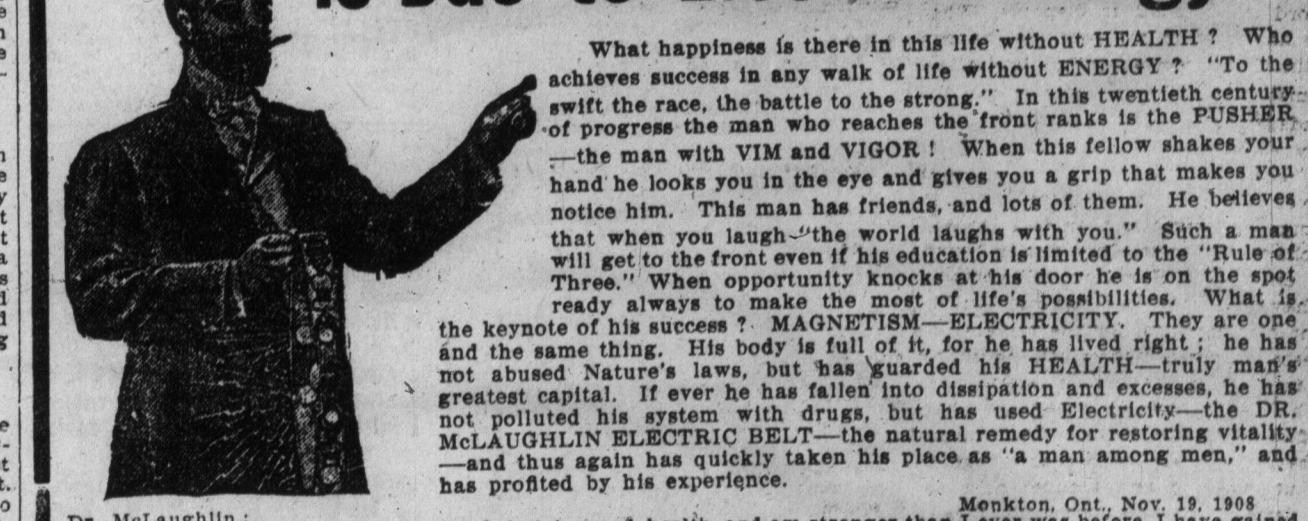 What happiness is there in this life without HEALTH ? Who
achieves success in any walk of life without ENERGY ? "To the
swift the race, the battle to the strong." In this twentieth century
of progress the man who reaches the front ranks is the PUSHER
—the man with VIM and VIGOR ! When this fellow shakes your
hand he looks you in the eye and gives you a grip that makes you
notice him. This man has friends, and lots of them. He believes
that when you laugh "the world laughs with you." Such a man
will get to the front even if his education is limited to the "Rule of
Three." When opportunity knocks at his door he is on the spot
ready always to make the most of life's possibilities. What is
the keynote of his success ? MAGNETISM—ELECTRICITY. They are one
and the same thing. His body is full of it, for he has lived right ; he has
not abused Nature's laws, but has guarded his HEALTH—truly man's
greatest capital. If ever he has fallen into dissipation and excesses, he has
not polluted his system with drugs, but has used Electricity—the DR.
McLAUGHLIN ELECTRIC BELT—the natural remedy for restoring vitality
—and thus again has quickly taken his place as "a man among men," and
has profited by his experience.
Monkton, Ont., Nov. 19, 1908
Dr. McLaughlin :